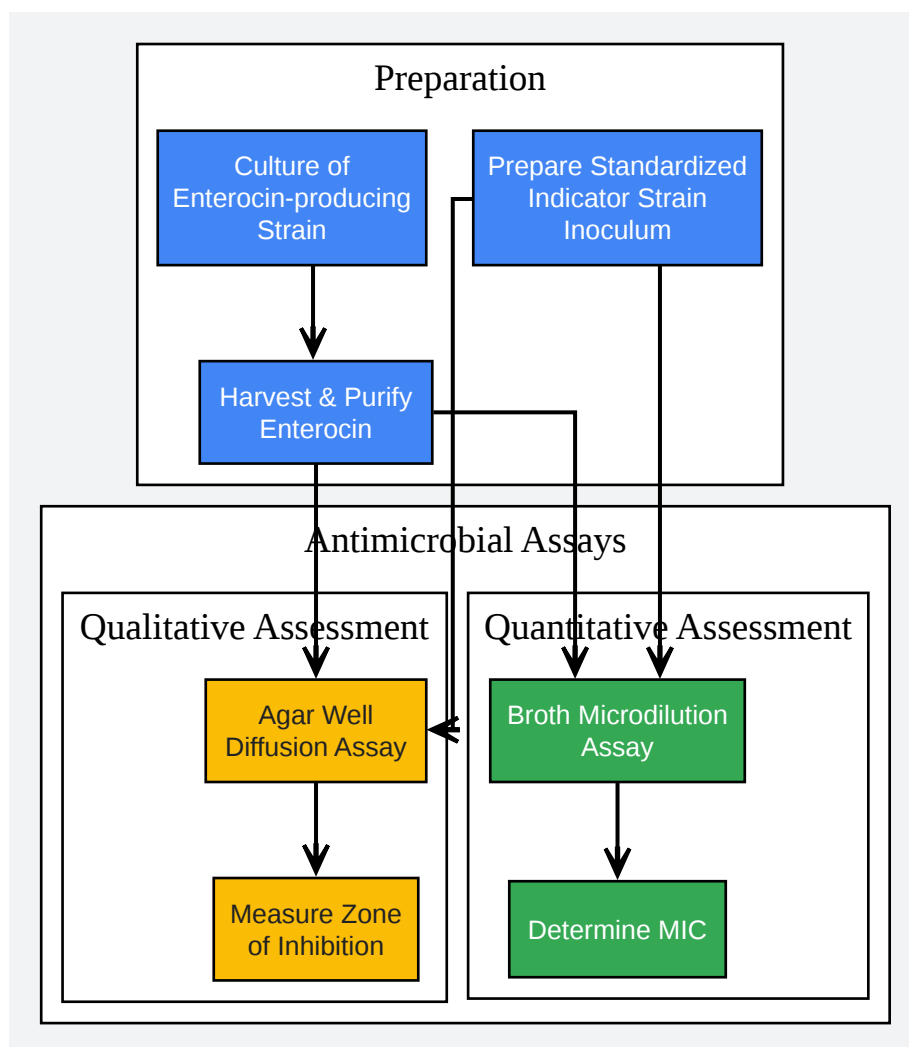 Preparation
Culture of
Enterocin-producing
Strain
Prepare Standardized
Indicator Strain
Inoculum
Harvest & Purify
Enterocin
Antimicrobial Assays
Qualitative Assessment
Quantitative Assessment
Agar Well
Diffusion Assay
Broth Microdilution
Assay
Measure Zone
of Inhibition
Determine MIC